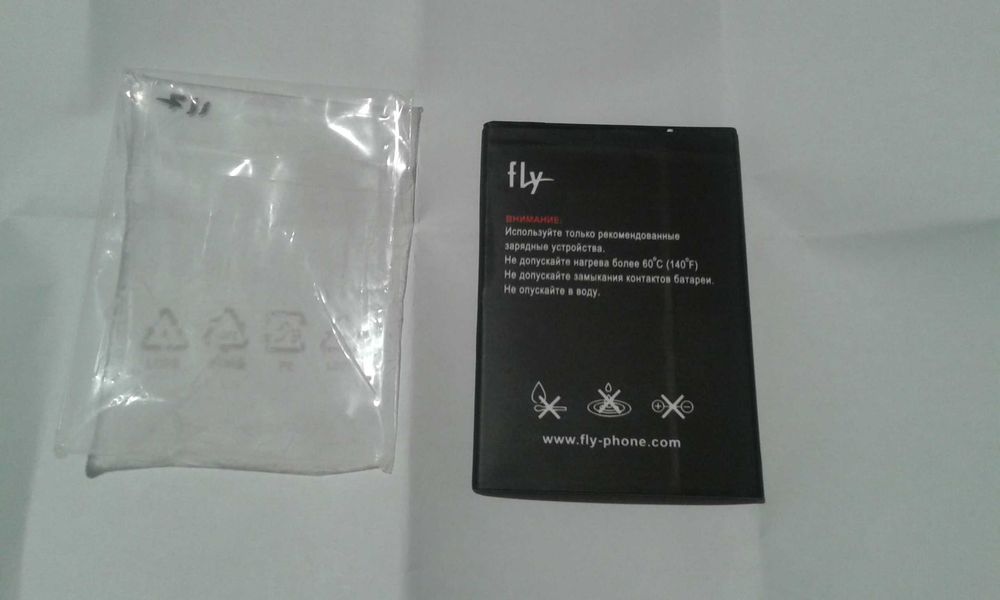 fly
ВНИМАНИЕ:
Используйте только рекомендованные
зарядные устройства.
Не допускайте нагрева более 60°C (140°F)
Не допускайте замыкания контактов батареи.
Не опускайте в воду.
www.fly-phone.com